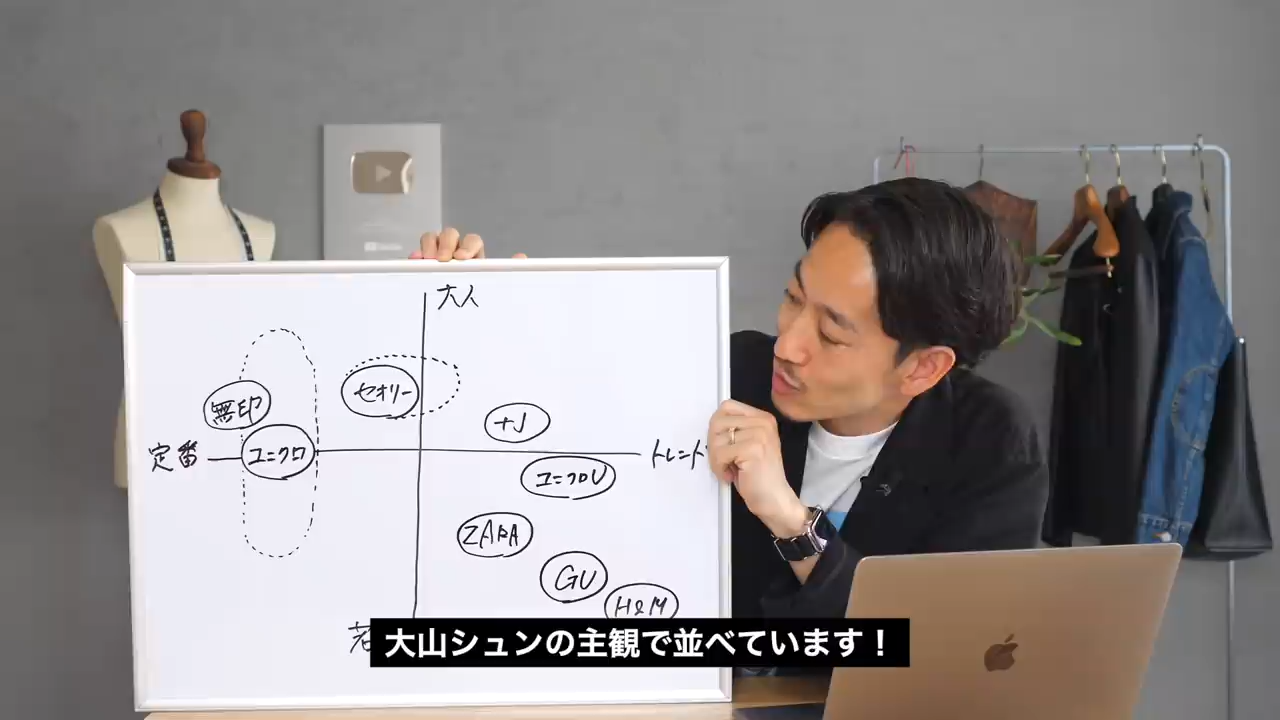 大人
セオリー
無印
+J
定番
ユニクロ
トレンド
ユニクロU
ZARA
GU
H&M
大山シュンの主観で並べています！